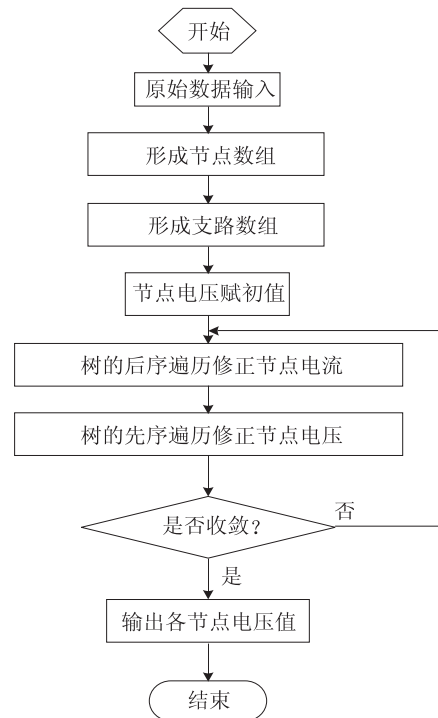 开始
原始数据输入
形成节点数组
形成支路数组
节点电压赋初值
树的后序遍历修正节点电流
树的先序遍历修正节点电压
是否收敛?
否
是
输出各节点电压值
结束